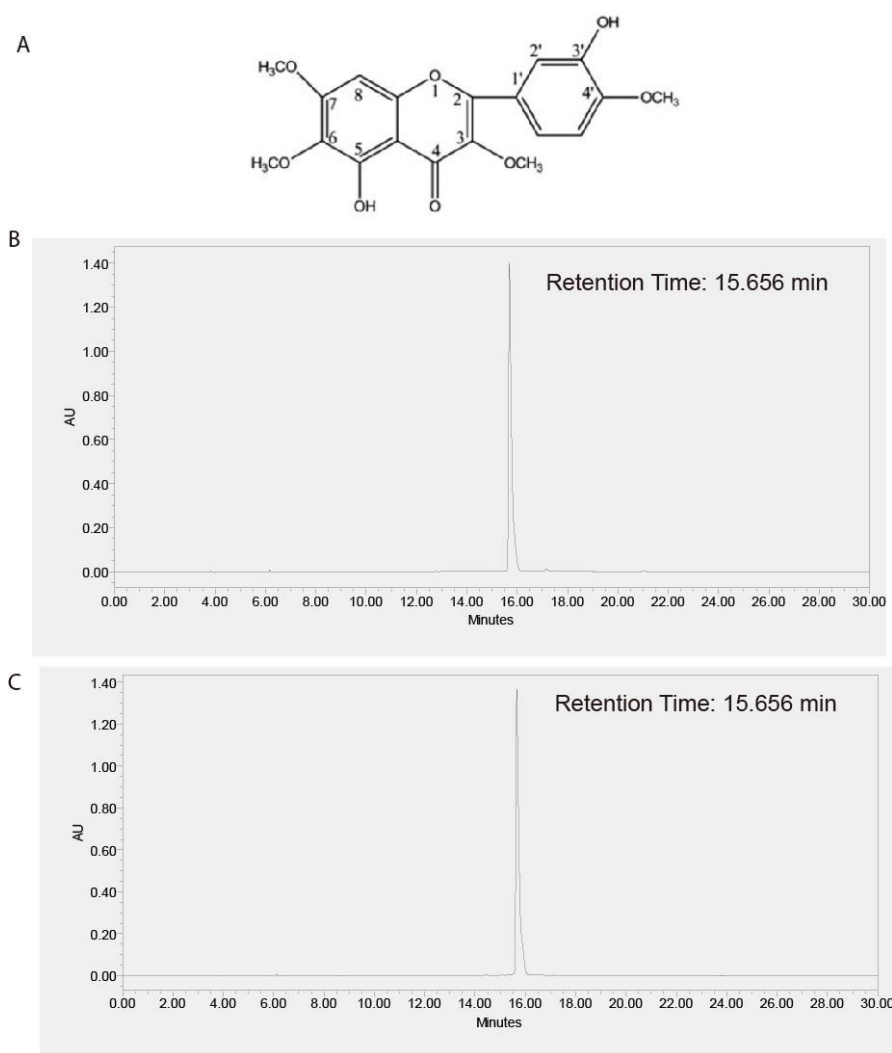 A
OH
H₃CO
O
1
2'
3'
1'
8
7
2
4'
OCH₃
6
3
H₃CO
5
4
OCH₃
OH
O
B
Retention Time: 15.656 min
1.40
1.20
1.00
0.80
0.60
0.40
0.20
0.00
AU
0.00 2.00 4.00 6.00 8.00 10.00 12.00 14.00 16.00 18.00 20.00 22.00 24.00 26.00 28.00 30.00
Minutes
C
Retention Time: 15.656 min
1.40
1.20
1.00
0.80
0.60
0.40
0.20
0.00
AU
0.00 2.00 4.00 6.00 8.00 10.00 12.00 14.00 16.00 18.00 20.00 22.00 24.00 26.00 28.00 30.00
Minutes